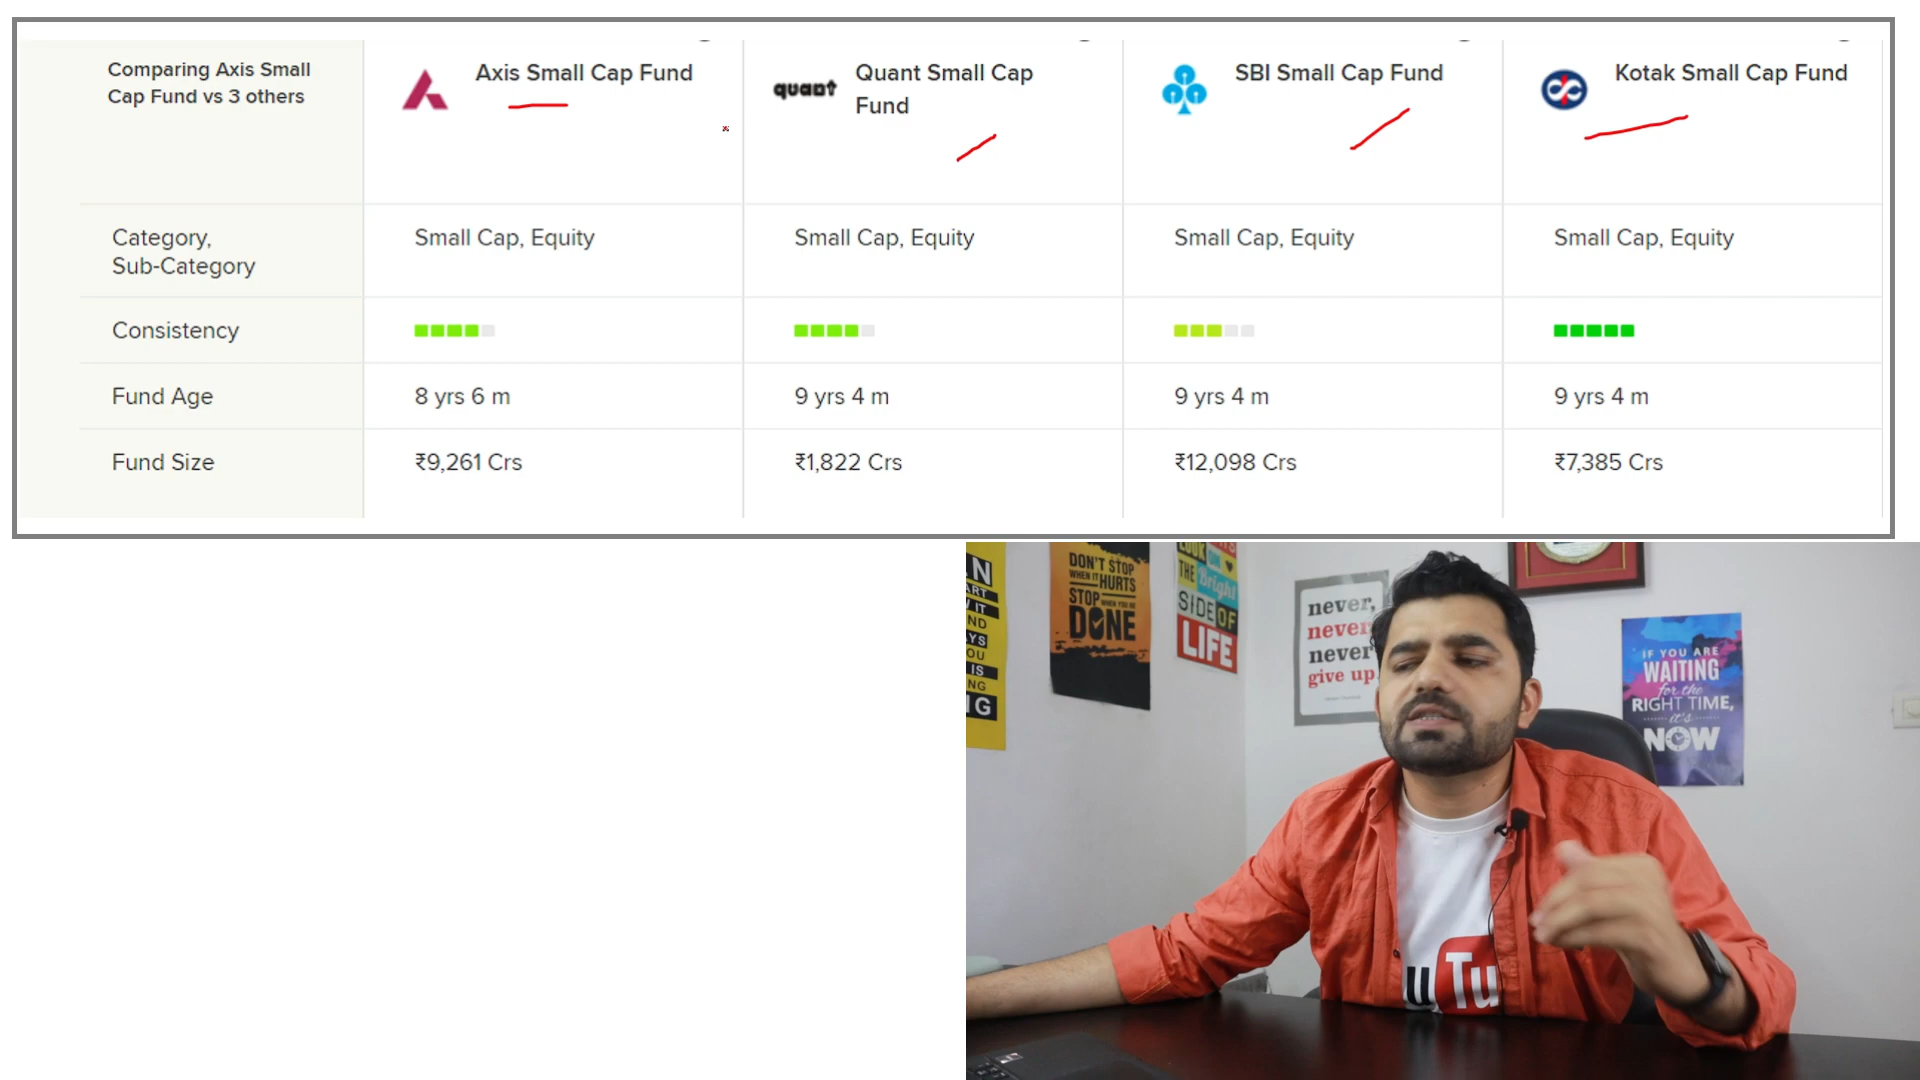 Comparing Axis Small
Cap Fund vs 3 others
Axis Small Cap Fund
quant
Quant Small Cap
Fund
SBI Small Cap Fund
Kotak Small Cap Fund
Category,
Sub-Category
Small Cap, Equity
Small Cap, Equity
Small Cap, Equity
Small Cap, Equity
Consistency
Fund Age
8 yrs 6 m
9 yrs 4 m
9 yrs 4 m
9 yrs 4 m
Fund Size
₹9,261 Crs
₹1,822 Crs
₹12,098 Crs
₹7,385 Crs
DON'T STOP
WHEN IT HURTS
STOP WHEN YOU ARE
DONE
THE Bright
SIDE OF
LIFE
never,
never
never
give up
IF YOU ARE
WAITING
for the
RIGHT TIME,
it's
NOW
uTu